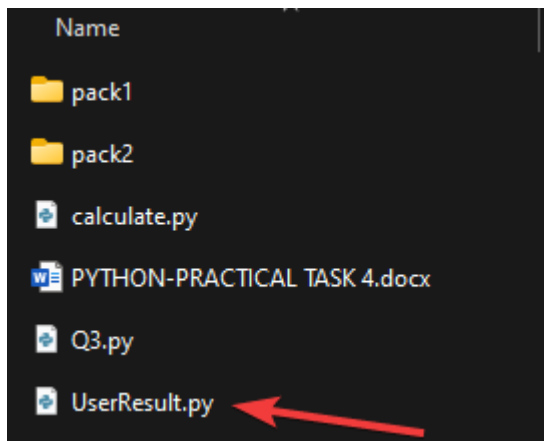 Name
pack1
pack2
calculate.py
PYTHON-PRACTICAL TASK 4.docx
Q3.py
UserResult.py